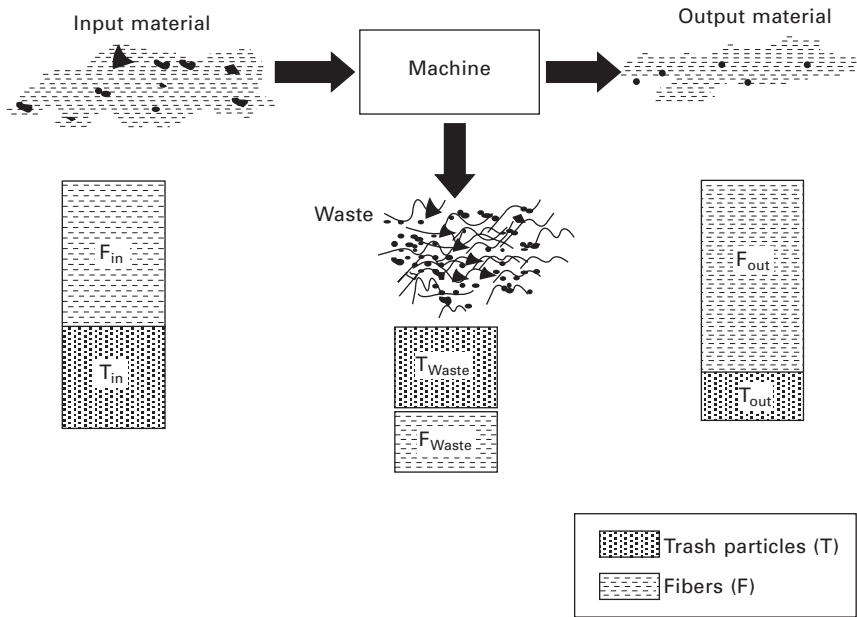 Input material
Output material
Machine
Waste
F_in
F_out
T_in
T_Waste
T_out
F_Waste
Trash particles (T)
Fibers (F)